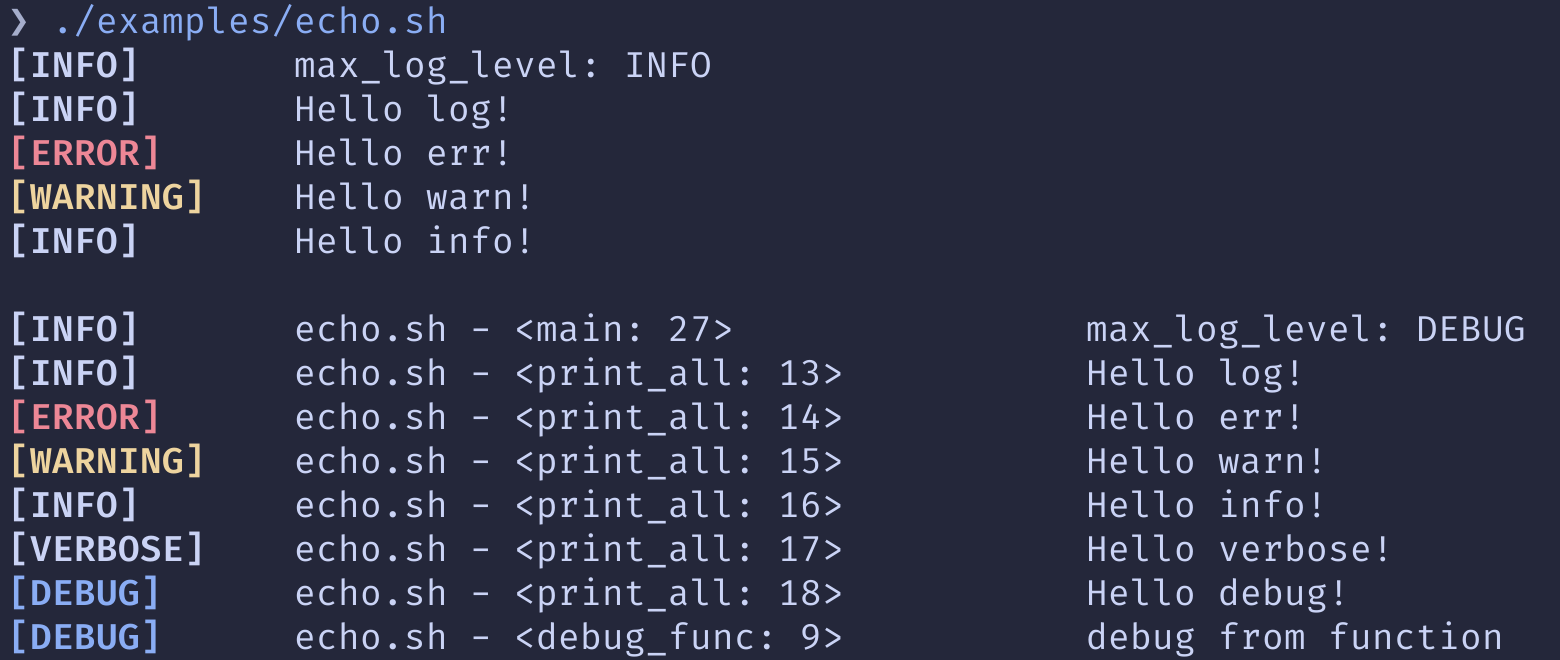 ❯ ./examples/echo.sh
[INFO] max_log_level: INFO
[INFO] Hello log!
[ERROR] Hello err!
[WARNING] Hello warn!
[INFO] Hello info!
[INFO] echo.sh - <main: 27> max_log_level: DEBUG
[INFO] echo.sh - <print_all: 13> Hello log!
[ERROR] echo.sh - <print_all: 14> Hello err!
[WARNING] echo.sh - <print_all: 15> Hello warn!
[INFO] echo.sh - <print_all: 16> Hello info!
[VERBOSE] echo.sh - <print_all: 17> Hello verbose!
[DEBUG] echo.sh - <print_all: 18> Hello debug!
[DEBUG] echo.sh - <debug_func: 9> debug from function